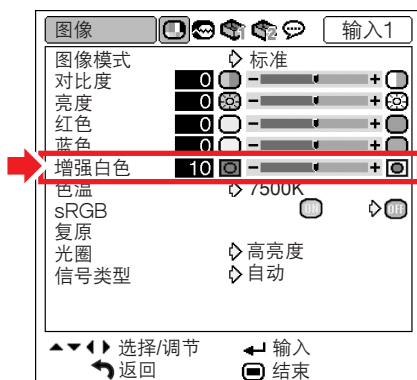 图像 输入1
图像模式 标准
对比度 0 - +
亮度 0 - +
红色 0 - +
蓝色 0 - +
增强白色 10 - +
色温 7500K
sRGB ON OFF
复原
光圈 高亮度
信号类型 自动
选择/调节 输入
返回 结束